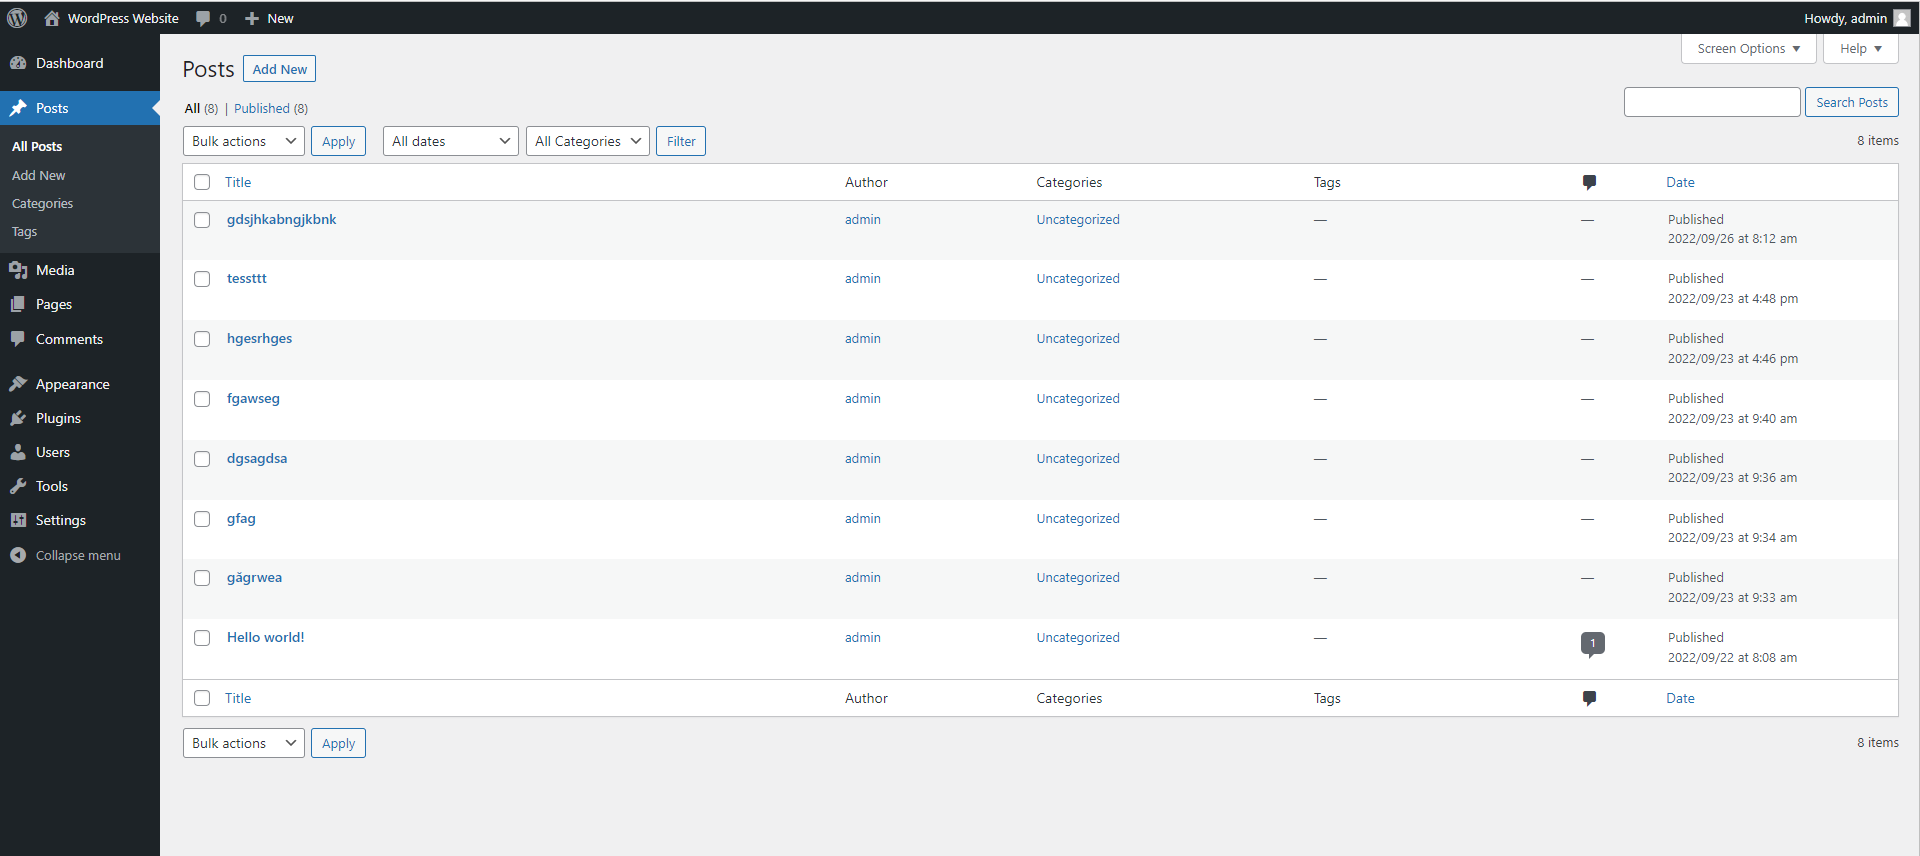 WordPress Website 0 New Howdy, admin
Dashboard
Posts
All Posts
Add New
Categories
Tags
Media
Pages
Comments
Appearance
Plugins
Users
Tools
Settings
Collapse menu
Screen Options Help
Posts Add New
All (8) | Published (8)
Search Posts
Bulk actions Apply All dates All Categories Filter 8 items
Title Author Categories Tags Date
gdsjhkabngjkbnk admin Uncategorized — — Published
2022/09/26 at 8:12 am
tessttt admin Uncategorized — — Published
2022/09/23 at 4:48 pm
hgesrhges admin Uncategorized — — Published
2022/09/23 at 4:46 pm
fgawseg admin Uncategorized — — Published
2022/09/23 at 9:40 am
dgsagdsa admin Uncategorized — — Published
2022/09/23 at 9:36 am
gfag admin Uncategorized — — Published
2022/09/23 at 9:34 am
găgrwea admin Uncategorized — — Published
2022/09/23 at 9:33 am
Hello world! admin Uncategorized — 1 Published
2022/09/22 at 8:08 am
Title Author Categories Tags Date
Bulk actions Apply 8 items